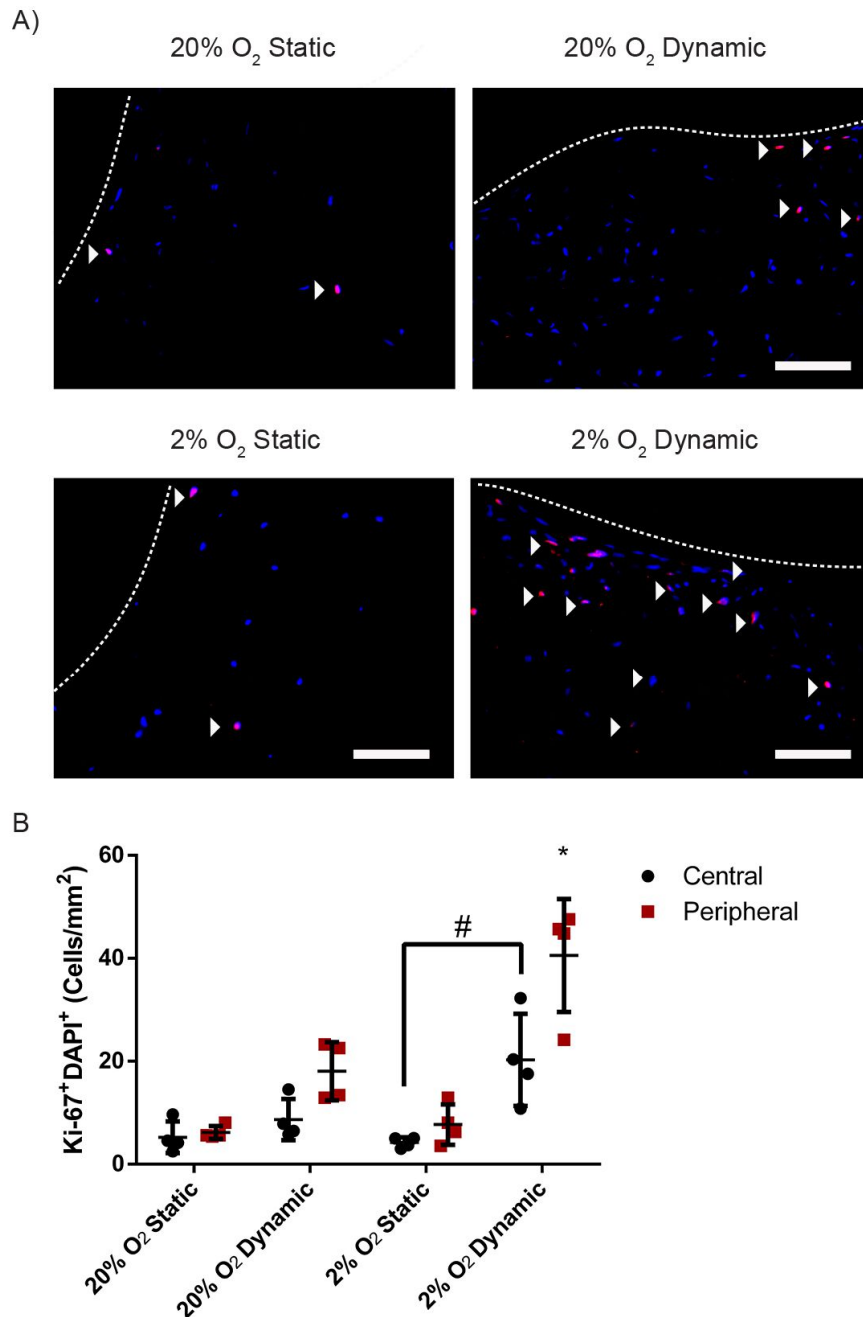 A)
20% O₂ Static
20% O₂ Dynamic
2% O₂ Static
2% O₂ Dynamic
B
Ki-67⁺DAPI⁺ (Cells/mm²)
60
40
20
0
*
#
Central
Peripheral
20% O₂ Static
20% O₂ Dynamic
2% O₂ Static
2% O₂ Dynamic